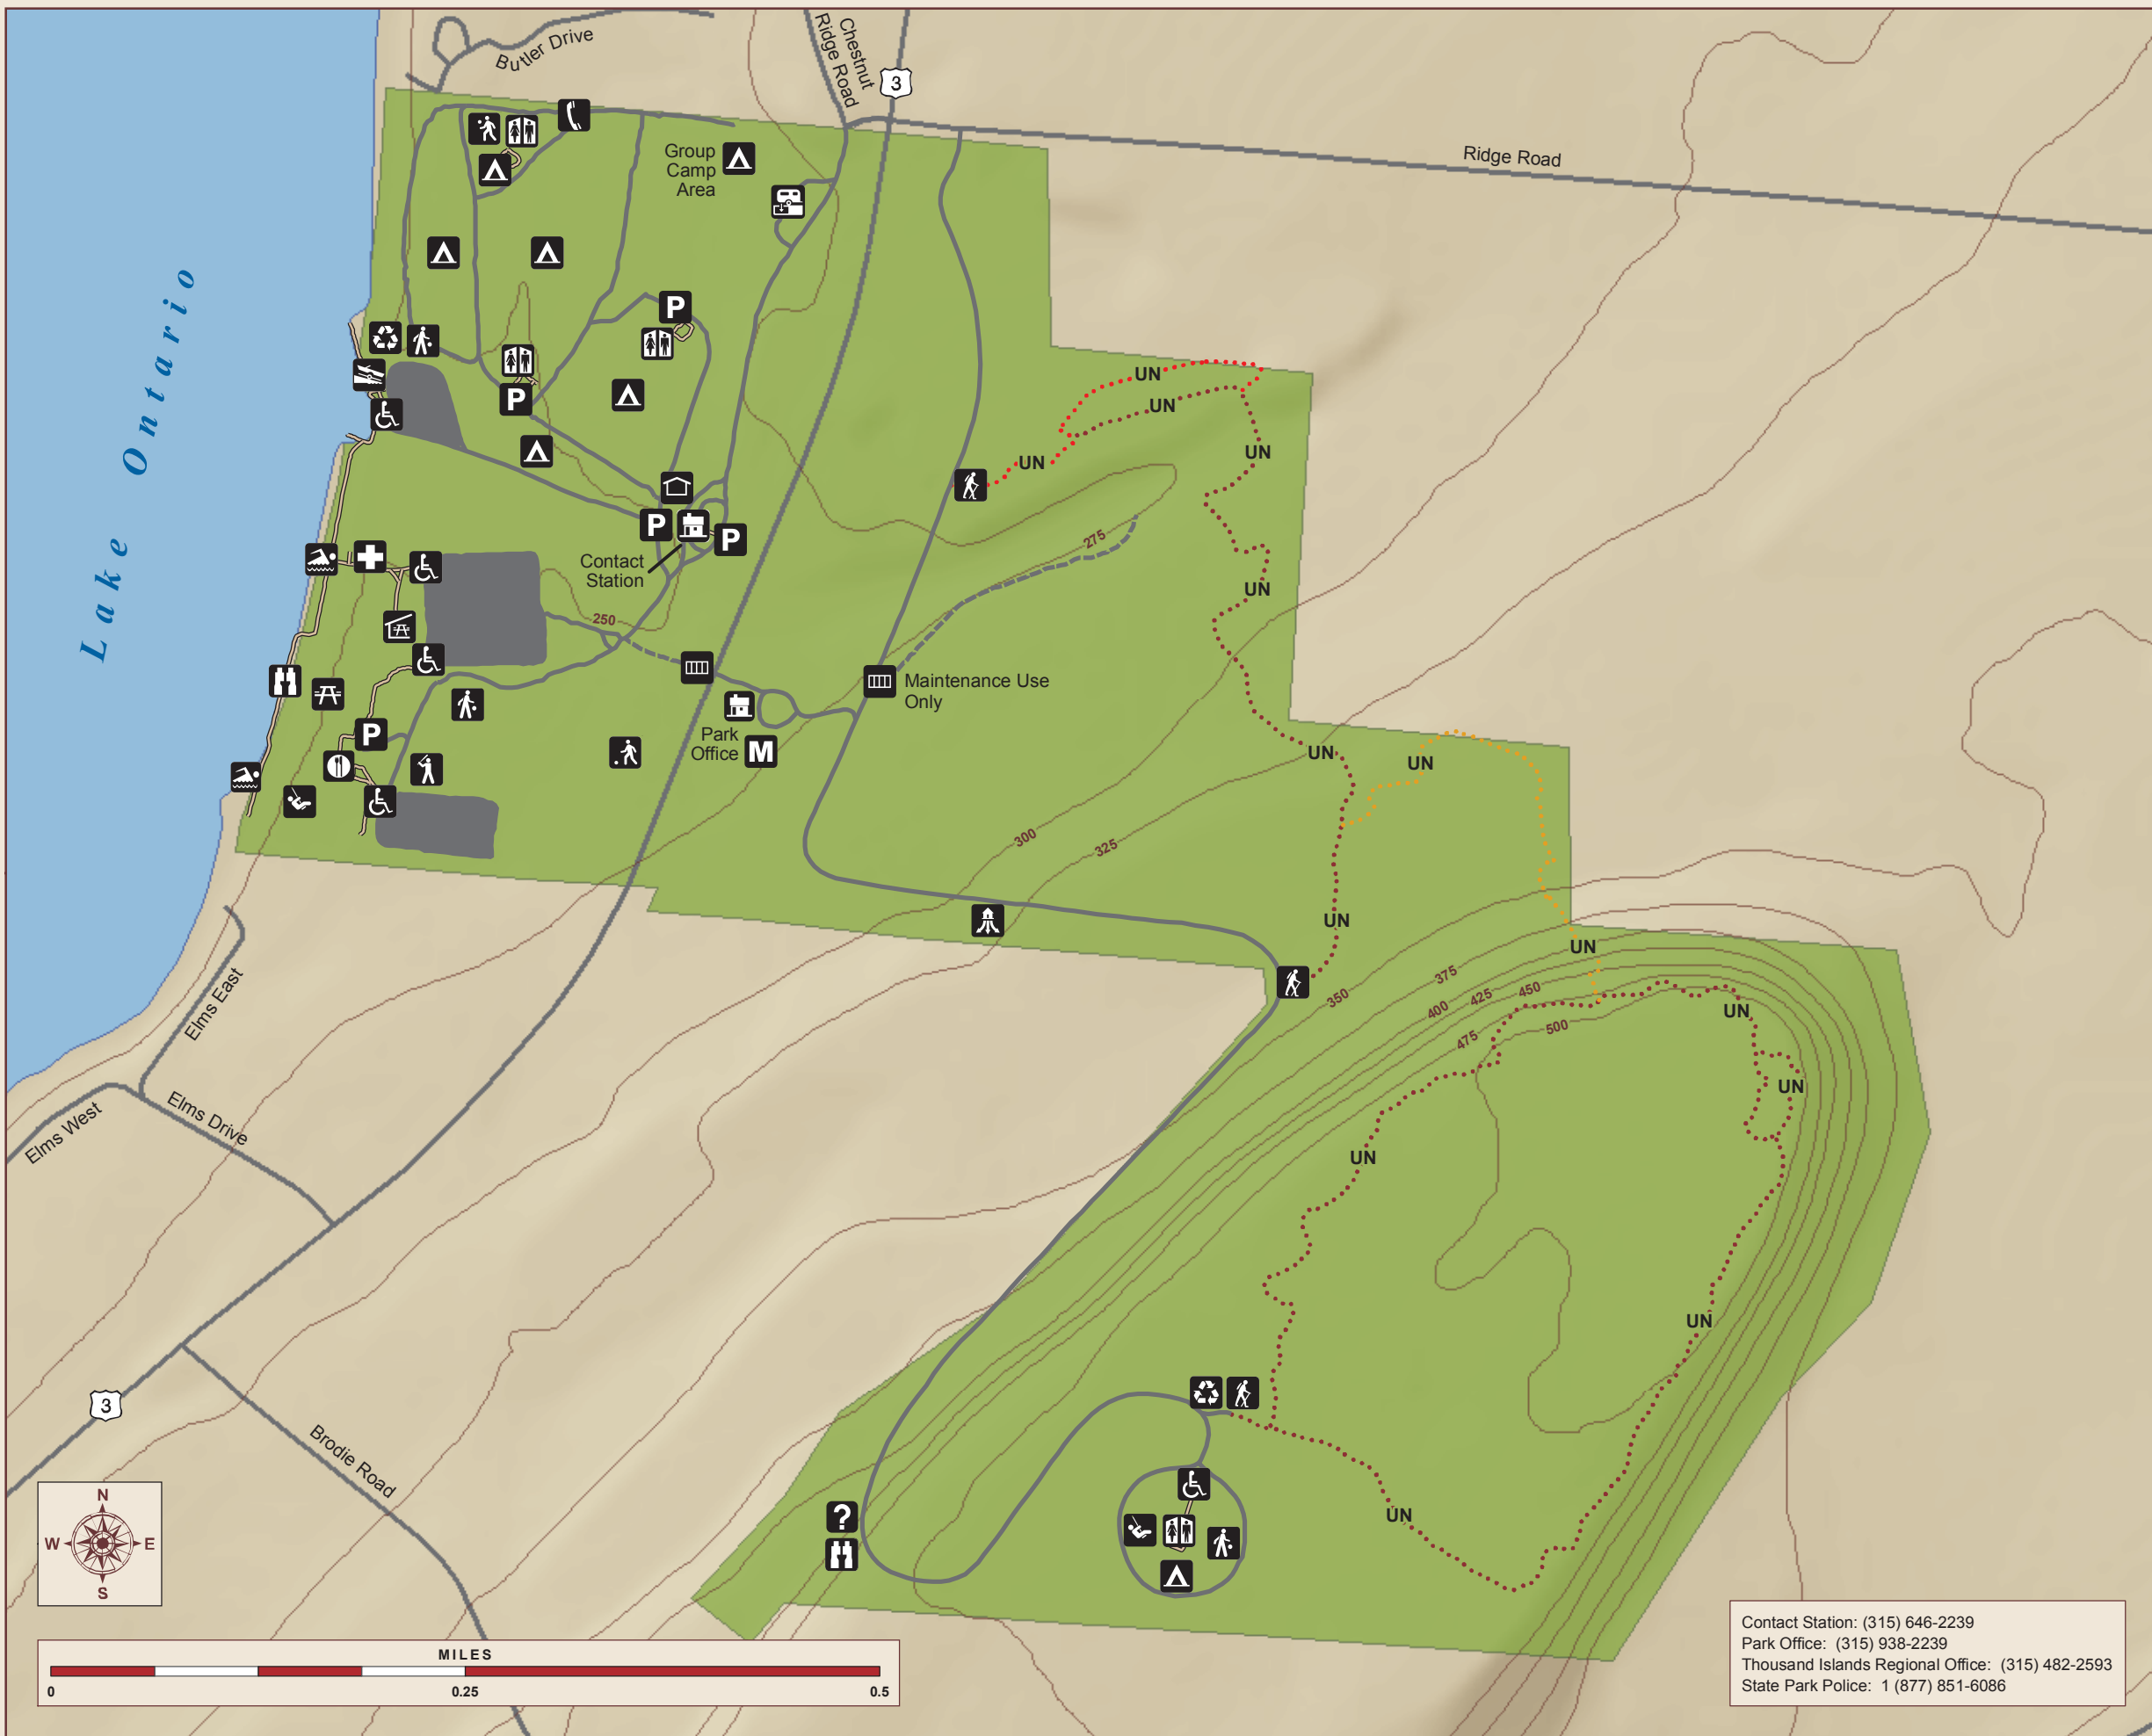 Butler Drive
Chestnut
Ridge Road
3
Ridge Road
Group
Camp
Area
P
UN
UN
UN
UN
P
Lake Ontario
P
P
Contact
Station
275
250
UN
Maintenance Use
Only
Park
Office
M
P
UN
UN
300
325
UN
UN
350
375
400
425
450
475
500
UN
UN
UN
UN
UN
Elms East
Elms West
Elms Drive
3
Brodie Road
?
N
W
E
S
MILES
0
0.25
0.5
Contact Station: (315) 646-2239
Park Office: (315) 938-2239
Thousand Islands Regional Office: (315) 482-2593
State Park Police: 1 (877) 851-6086